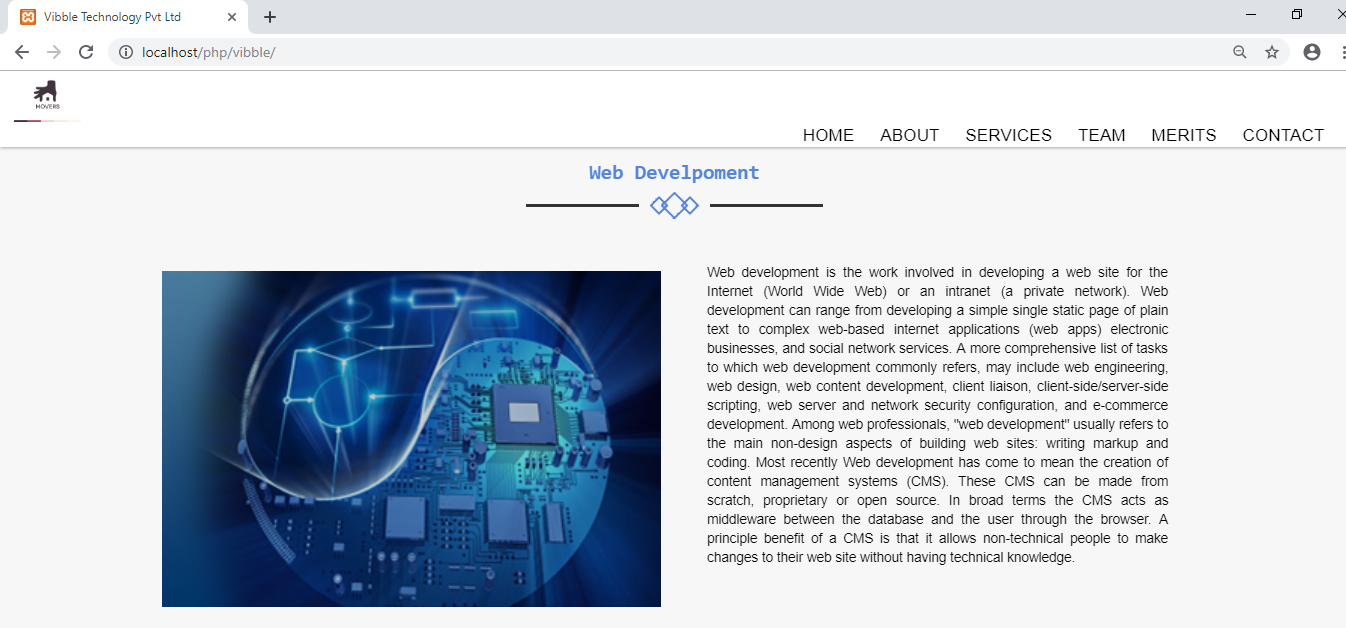 Vibble Technology Pvt Ltd
localhost/php/vibble/
MOVERS
HOME ABOUT SERVICES TEAM MERITS CONTACT
Web Develpoment
Web development is the work involved in developing a web site for the
Internet (World Wide Web) or an intranet (a private network). Web
development can range from developing a simple single static page of plain
text to complex web-based internet applications (web apps) electronic
businesses, and social network services. A more comprehensive list of tasks
to which web development commonly refers, may include web engineering,
web design, web content development, client liaison, client-side/server-side
scripting, web server and network security configuration, and e-commerce
development. Among web professionals, "web development" usually refers to
the main non-design aspects of building web sites: writing markup and
coding. Most recently Web development has come to mean the creation of
content management systems (CMS). These CMS can be made from
scratch, proprietary or open source. In broad terms the CMS acts as
middleware between the database and the user through the browser. A
principle benefit of a CMS is that it allows non-technical people to make
changes to their web site without having technical knowledge.